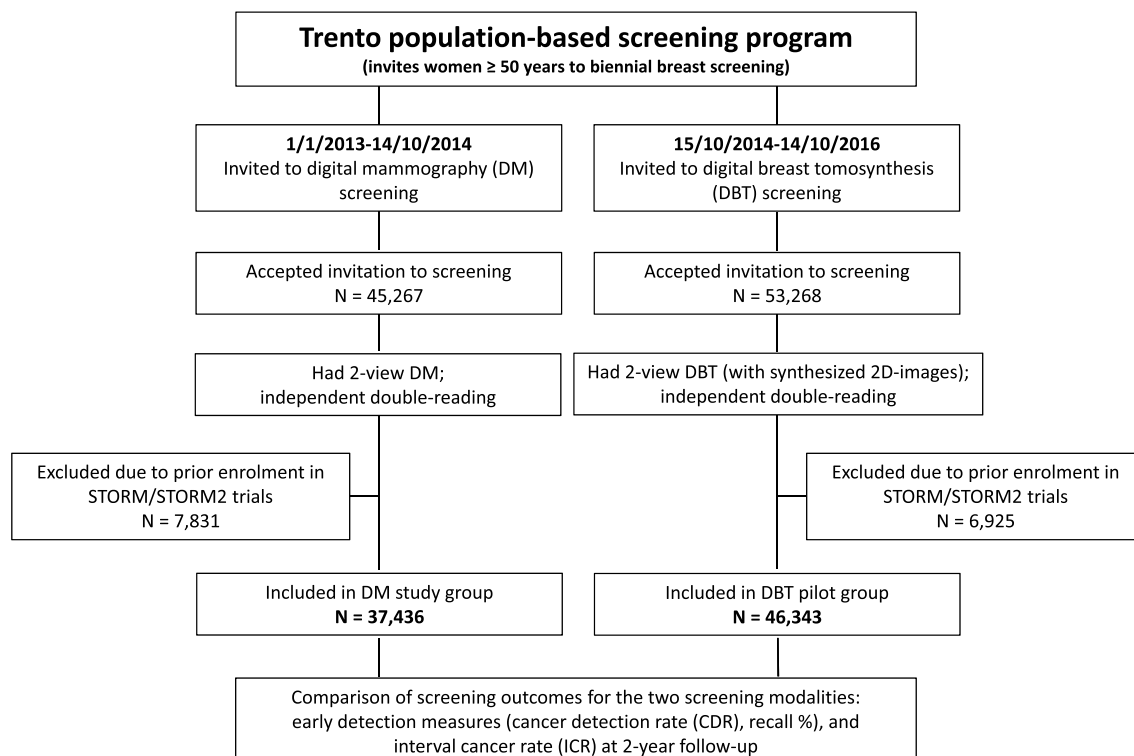 Trento population-based screening program
(invites women ≥ 50 years to biennial breast screening)
1/1/2013-14/10/2014
Invited to digital mammography (DM)
screening
15/10/2014-14/10/2016
Invited to digital breast tomosynthesis
(DBT) screening
Accepted invitation to screening
N = 45,267
Accepted invitation to screening
N = 53,268
Had 2-view DM;
independent double-reading
Had 2-view DBT (with synthesized 2D-images);
independent double-reading
Excluded due to prior enrolment in
STORM/STORM2 trials
N = 7,831
Excluded due to prior enrolment in
STORM/STORM2 trials
N = 6,925
Included in DM study group
N = 37,436
Included in DBT pilot group
N = 46,343
Comparison of screening outcomes for the two screening modalities:
early detection measures (cancer detection rate (CDR), recall %), and
interval cancer rate (ICR) at 2-year follow-up